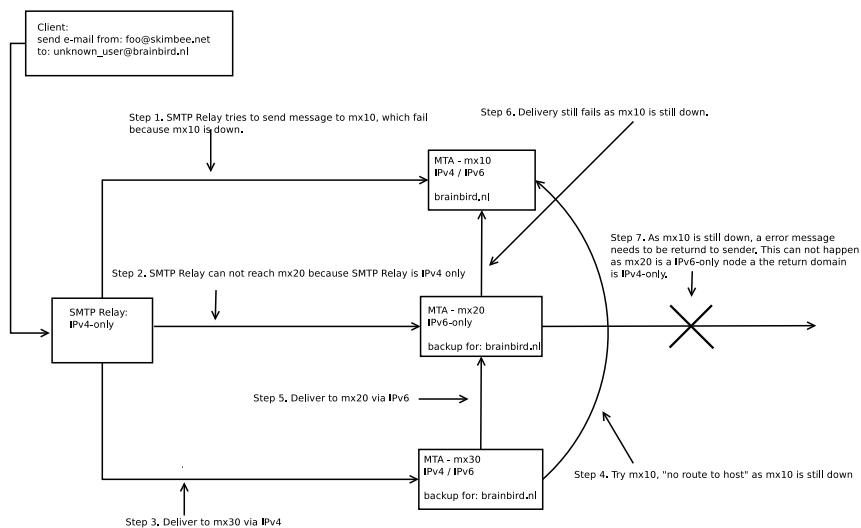 Client:
send e-mail from: foo@skimbee.net
to: unknown_user@brainbird.nl
Step 1. SMTP Relay tries to send message to mx10, which fail
because mx10 is down.
Step 6. Delivery still fails as mx10 is still down.
MTA - mx10
IPv4 / IPv6
brainbird.nl
Step 7. As mx10 is still down, a error message
needs to be returnd to sender. This can not happen
as mx20 is a IPv6-only node a the return domain
is IPv4-only.
Step 2. SMTP Relay can not reach mx20 because SMTP Relay is IPv4 only
SMTP Relay:
IPv4-only
MTA - mx20
IPv6-only
backup for: brainbird.nl
Step 5. Deliver to mx20 via IPv6
MTA - mx30
IPv4 / IPv6
backup for: brainbird.nl
Step 4. Try mx10, "no route to host" as mx10 is still down
Step 3. Deliver to mx30 via IPv4